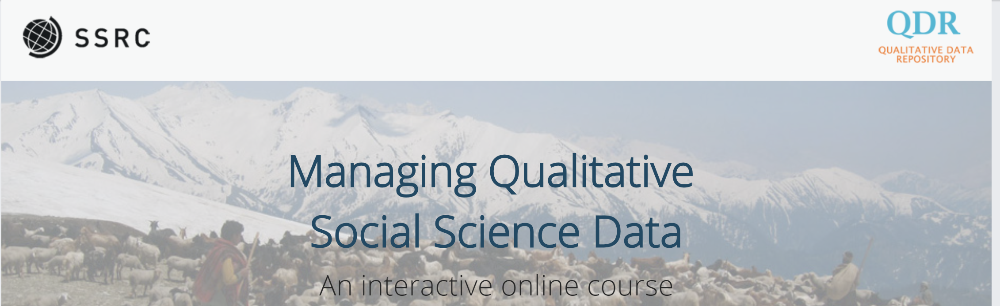 SSRC
QDR
QUALITATIVE DATA
REPOSITORY
Managing Qualitative
Social Science Data
An interactive online course